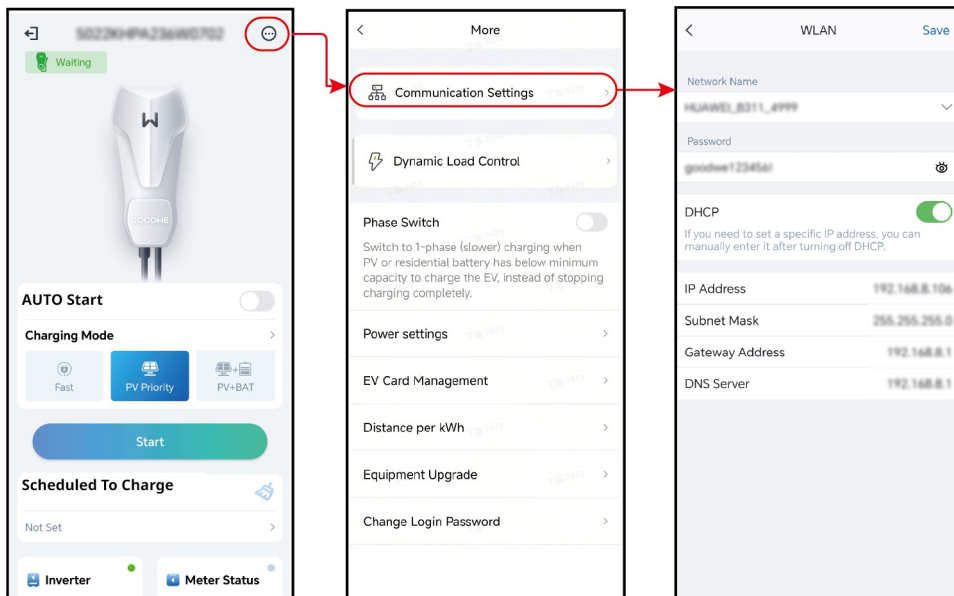 Waiting
GOODWE
AUTO Start
Charging Mode
Fast
PV Priority
PV+BAT
Start
Scheduled To Charge
Not Set
Inverter
Meter Status
More
Communication Settings
Dynamic Load Control
Phase Switch
Switch to 1-phase (slower) charging when
PV or residential battery has below minimum
capacity to charge the EV, instead of stopping
charging completely.
Power settings
EV Card Management
Distance per kWh
Equipment Upgrade
Change Login Password
WLAN
Save
Network Name
Password
DHCP
If you need to set a specific IP address, you can
manually enter it after turning off DHCP.
IP Address
Subnet Mask
Gateway Address
DNS Server